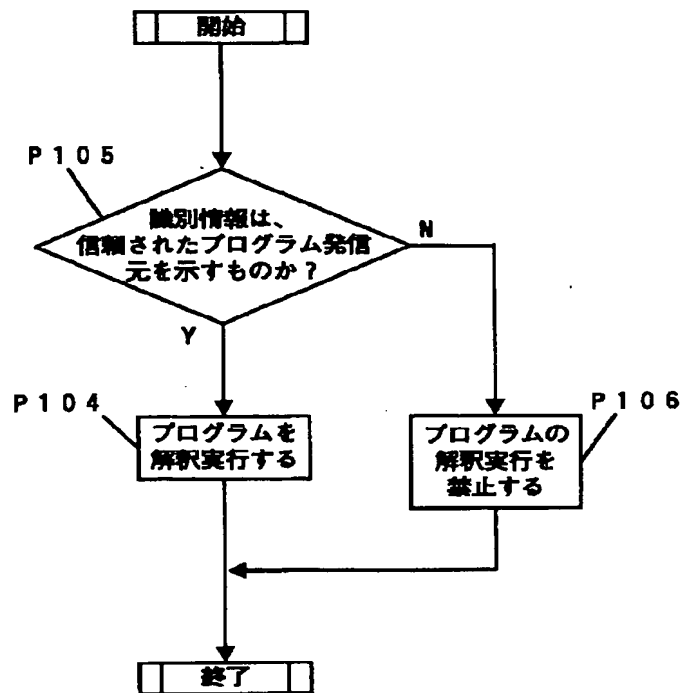 開始
P105
識別情報は、
信頼されたプログラム発信
元を示すものか？
N
Y
P104
プログラムを
解釈実行する
P106
プログラムの
解釈実行を
禁止する
終了